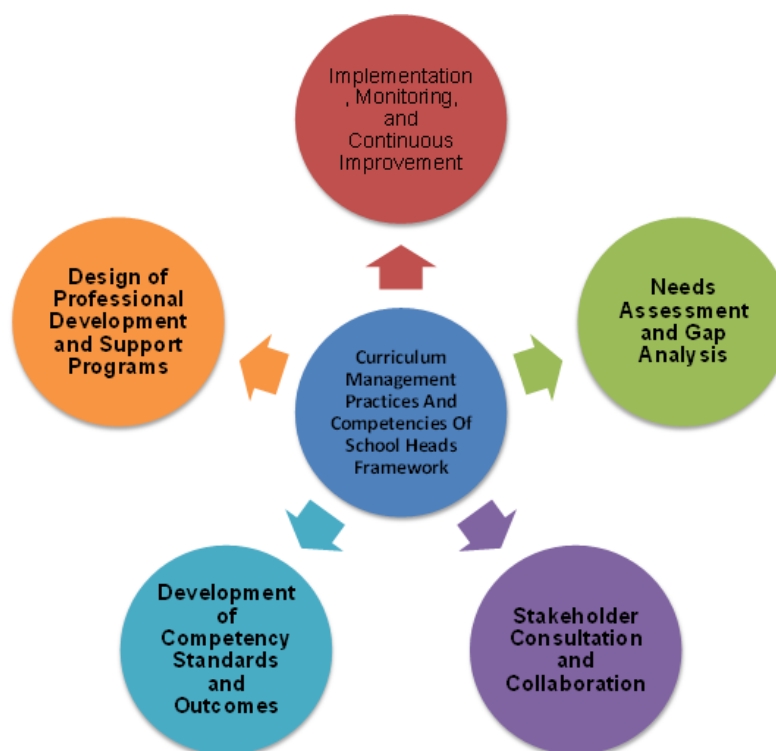 Implementation
, Monitoring,
and
Continuous
Improvement
Design of
Professional
Development
and Support
Programs
Needs
Assessment
and Gap
Analysis
Curriculum
Management
Practices And
Competencies Of
School Heads
Framework
Development
of
Competency
Standards
and
Outcomes
Stakeholder
Consultation
and
Collaboration